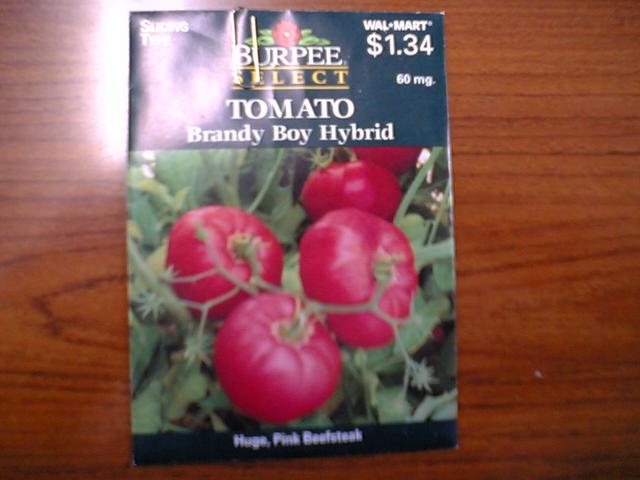 SLICING
TYPE
WAL•MART®
$1.34
BURPEE
SELECT
60 mg.
TOMATO
Brandy Boy Hybrid
Huge, Pink Beefsteak